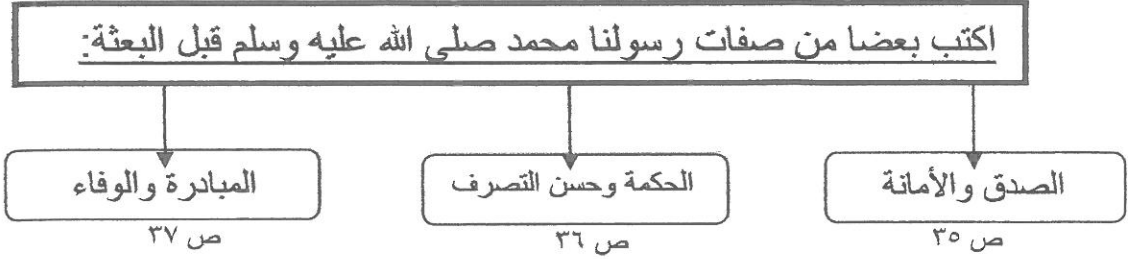 اكتب بعضا من صفات رسولنا محمد صلى الله عليه وسلم قبل البعثة:
الصدق والأمانة
الحكمة وحسن التصرف
المبادرة والوفاء
ص ٣٥
ص ٣٦
ص ٣٧